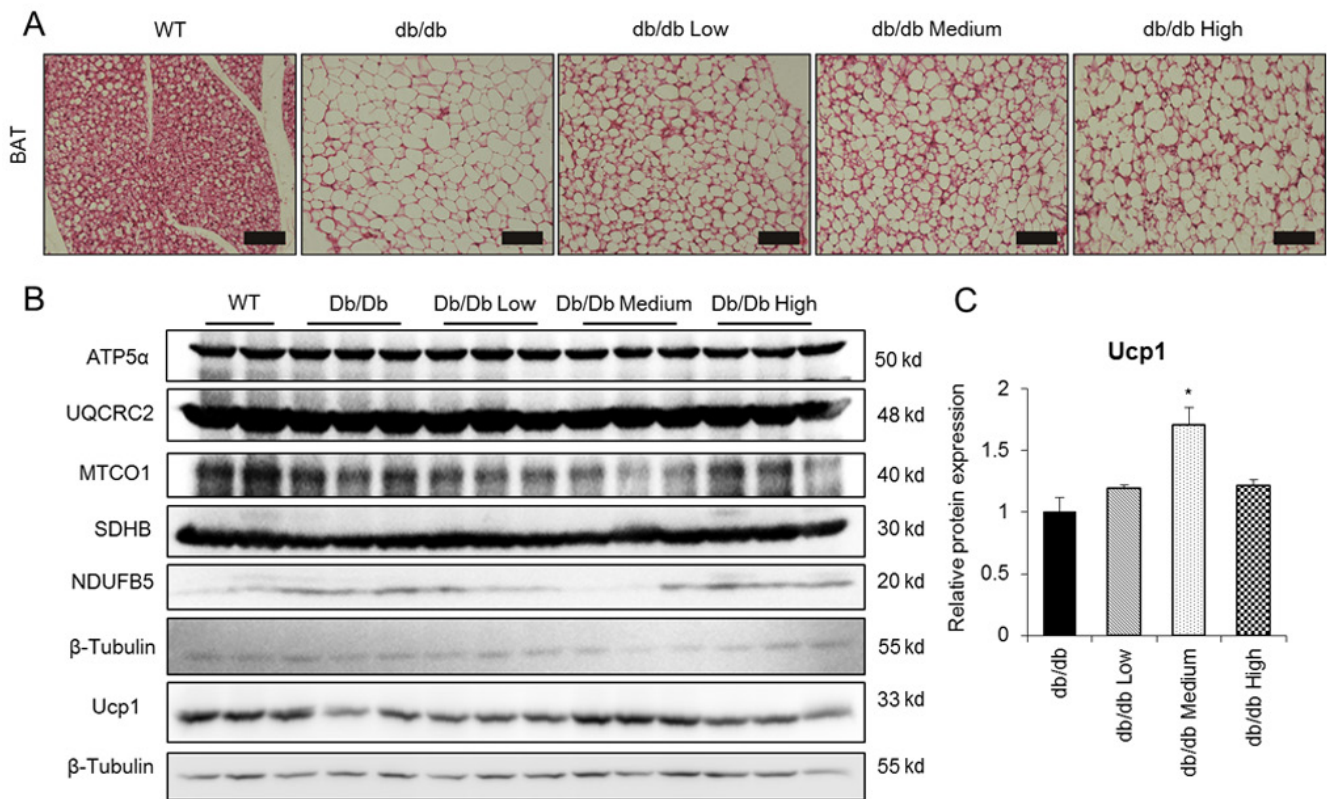 A
WT
db/db
db/db Low
db/db Medium
db/db High
BAT
B
WT
Db/Db
Db/Db Low
Db/Db Medium
Db/Db High
ATP5α
50 kd
UQCRC2
48 kd
MTCO1
40 kd
SDHB
30 kd
NDUFB5
20 kd
β-Tubulin
55 kd
Ucp1
33 kd
β-Tubulin
55 kd
C
Ucp1
Relative protein expression
2
1.5
1
0.5
0
*
db/db
db/db Low
db/db Medium
db/db High